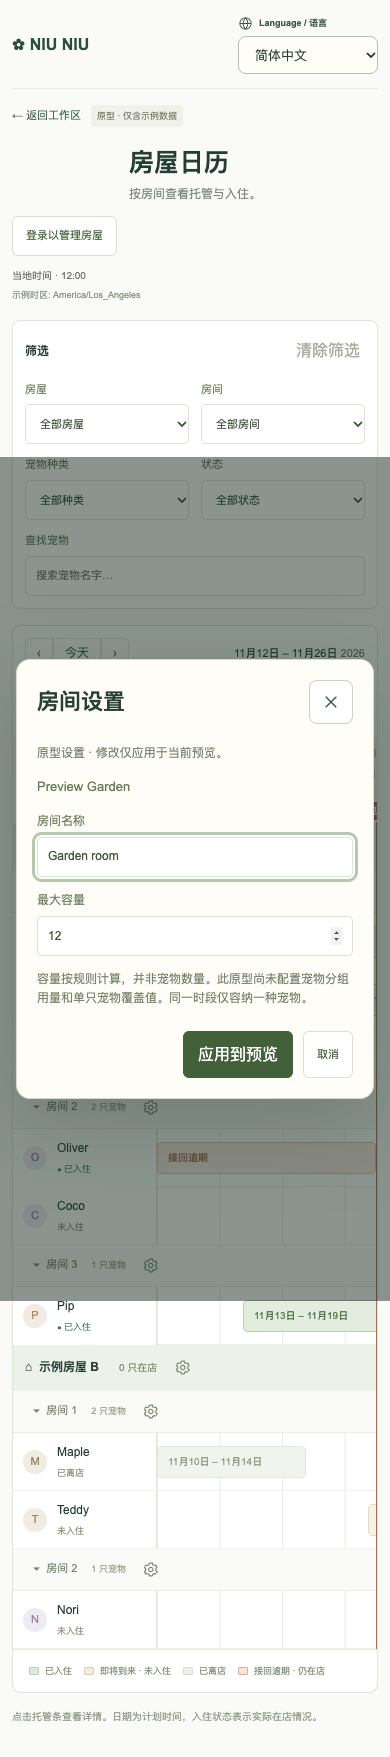 Language / 语言
✿ NIU NIU
简体中文
← 返回工作区
原型 · 仅含示例数据
房屋日历
按房间查看托管与入住。
登录以管理房屋
当地时间 · 12:00
示例时区: America/Los_Angeles
筛选
清除筛选
房屋
房间
全部房屋
全部房间
宠物种类
状态
全部种类
全部状态
查找宠物
搜索宠物名字...
‹ 今天 ›
11月12日 – 11月26日 2026
房间设置
原型设置 · 修改仅应用于当前预览。
Preview Garden
房间名称
Garden room
最大容量
12
容量按规则计算，并非宠物数量。此原型尚未配置宠物分组
用量和单只宠物覆盖值。同一时段仅容纳一种宠物。
应用到预览
取消
房间 2 2 只宠物
O Oliver
• 已入住
接回逾期
C Coco
未入住
房间 3 1 只宠物
P Pip
• 已入住
11月13日 – 11月19日
示例房屋 B 0 只在店
房间 1 2 只宠物
M Maple
已离店
11月10日 – 11月14日
T Teddy
未入住
房间 2 1 只宠物
N Nori
未入住
已入住
即将到来 · 未入住
已离店
接回逾期 · 仍在店
点击托管条查看详情。日期为计划时间，入住状态表示实际在店情况。